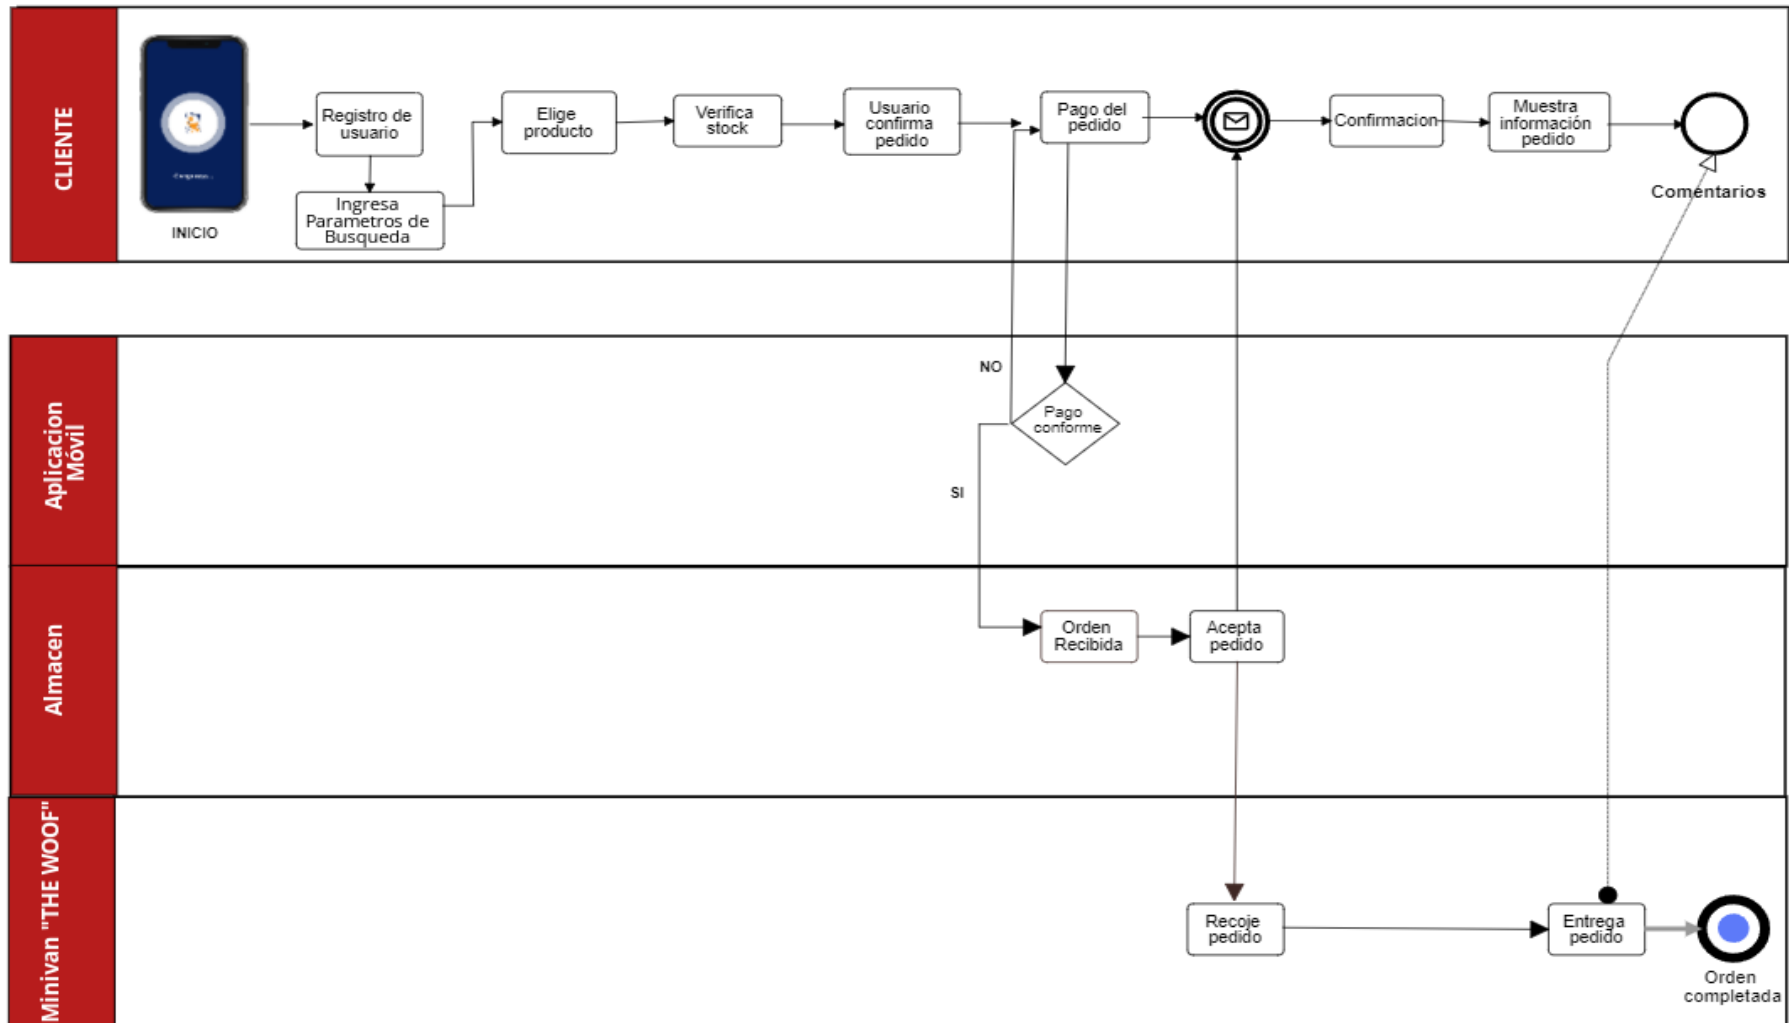 CLIENTE
INICIO
Registro de
usuario
Ingresa
Parametros de
Busqueda
Elige
producto
Verifica
stock
Usuario
confirma
pedido
Pago del
pedido
Confirmacion
Muestra
información
pedido
Comentarios
Aplicacion
Móvil
NO
Pago
conforme
SI
Almacen
Orden
Recibida
Acepta
pedido
Minivan "THE WOOF"
Recoje
pedido
Entrega
pedido
Orden
completada